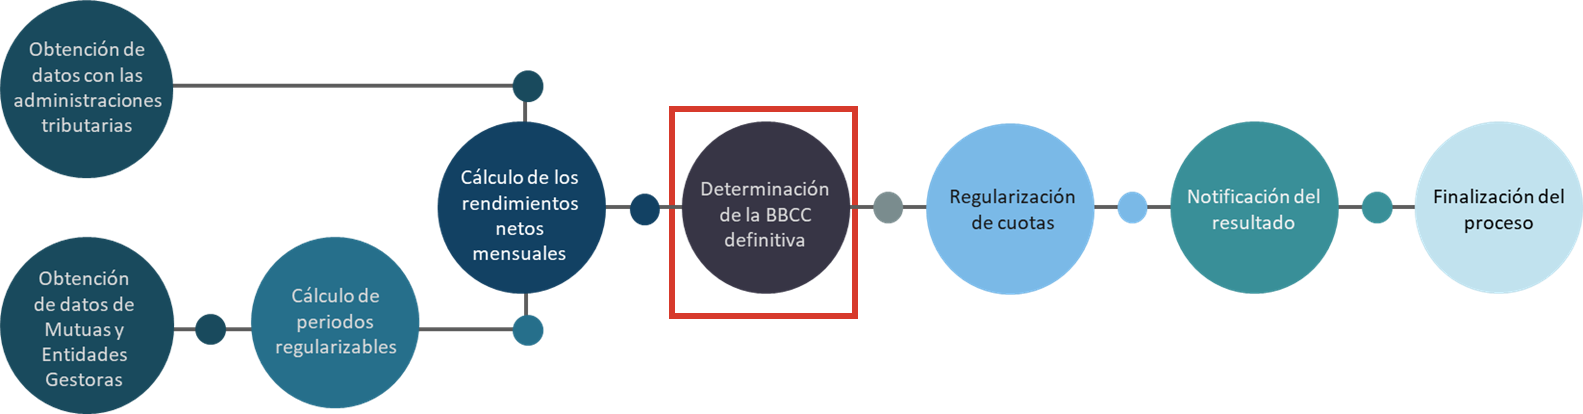 Obtención de
datos con las
administraciones
tributarias
Obtención
de datos de
Mutuas y
Entidades
Gestoras
Cálculo de
periodos
regularizables
Cálculo de los
rendimientos
netos
mensuales
Determinación
de la BBCC
definitiva
Regularización
de cuotas
Notificación del
resultado
Finalización del
proceso